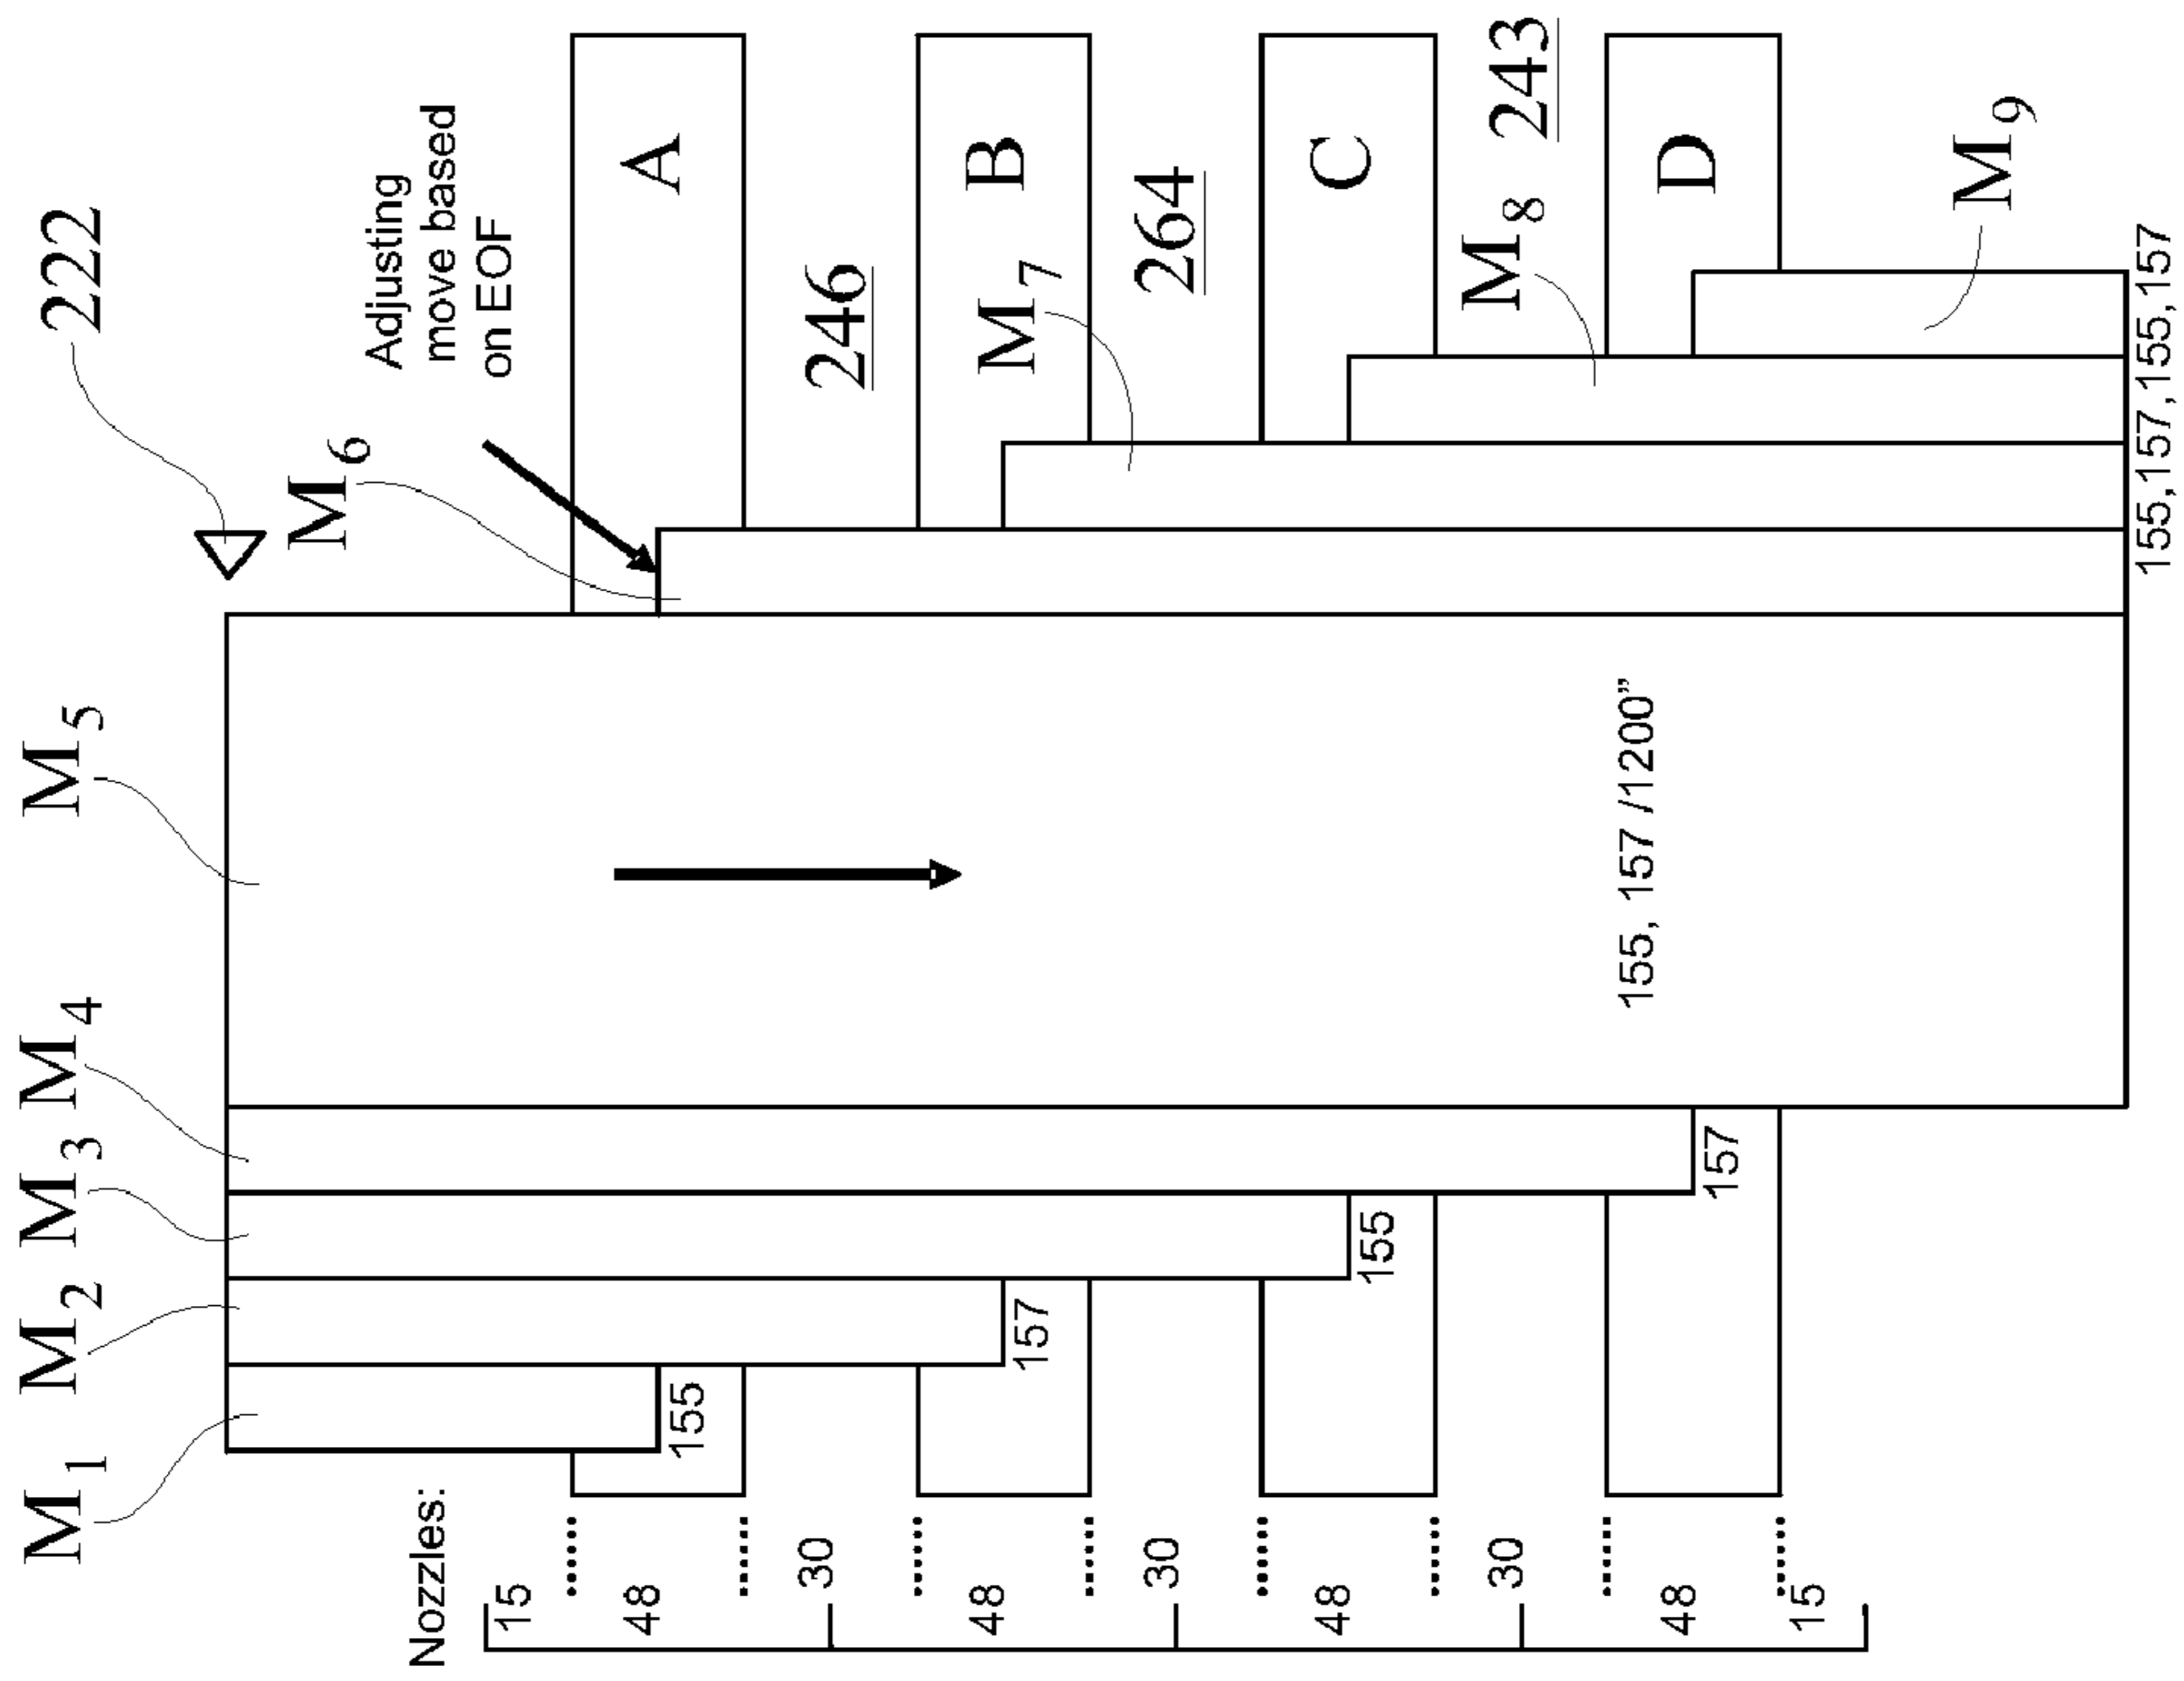 222
Adjusting
move based
on EOF
A
246
B
264
C
243
D
M1
M2
M3
M4
M5
M6
M7
M8
M9
155
157
155
157
155, 157 /1200”
155,157,157,155,155,157
Nozzles:
15
48
30
48
30
48
30
48
15